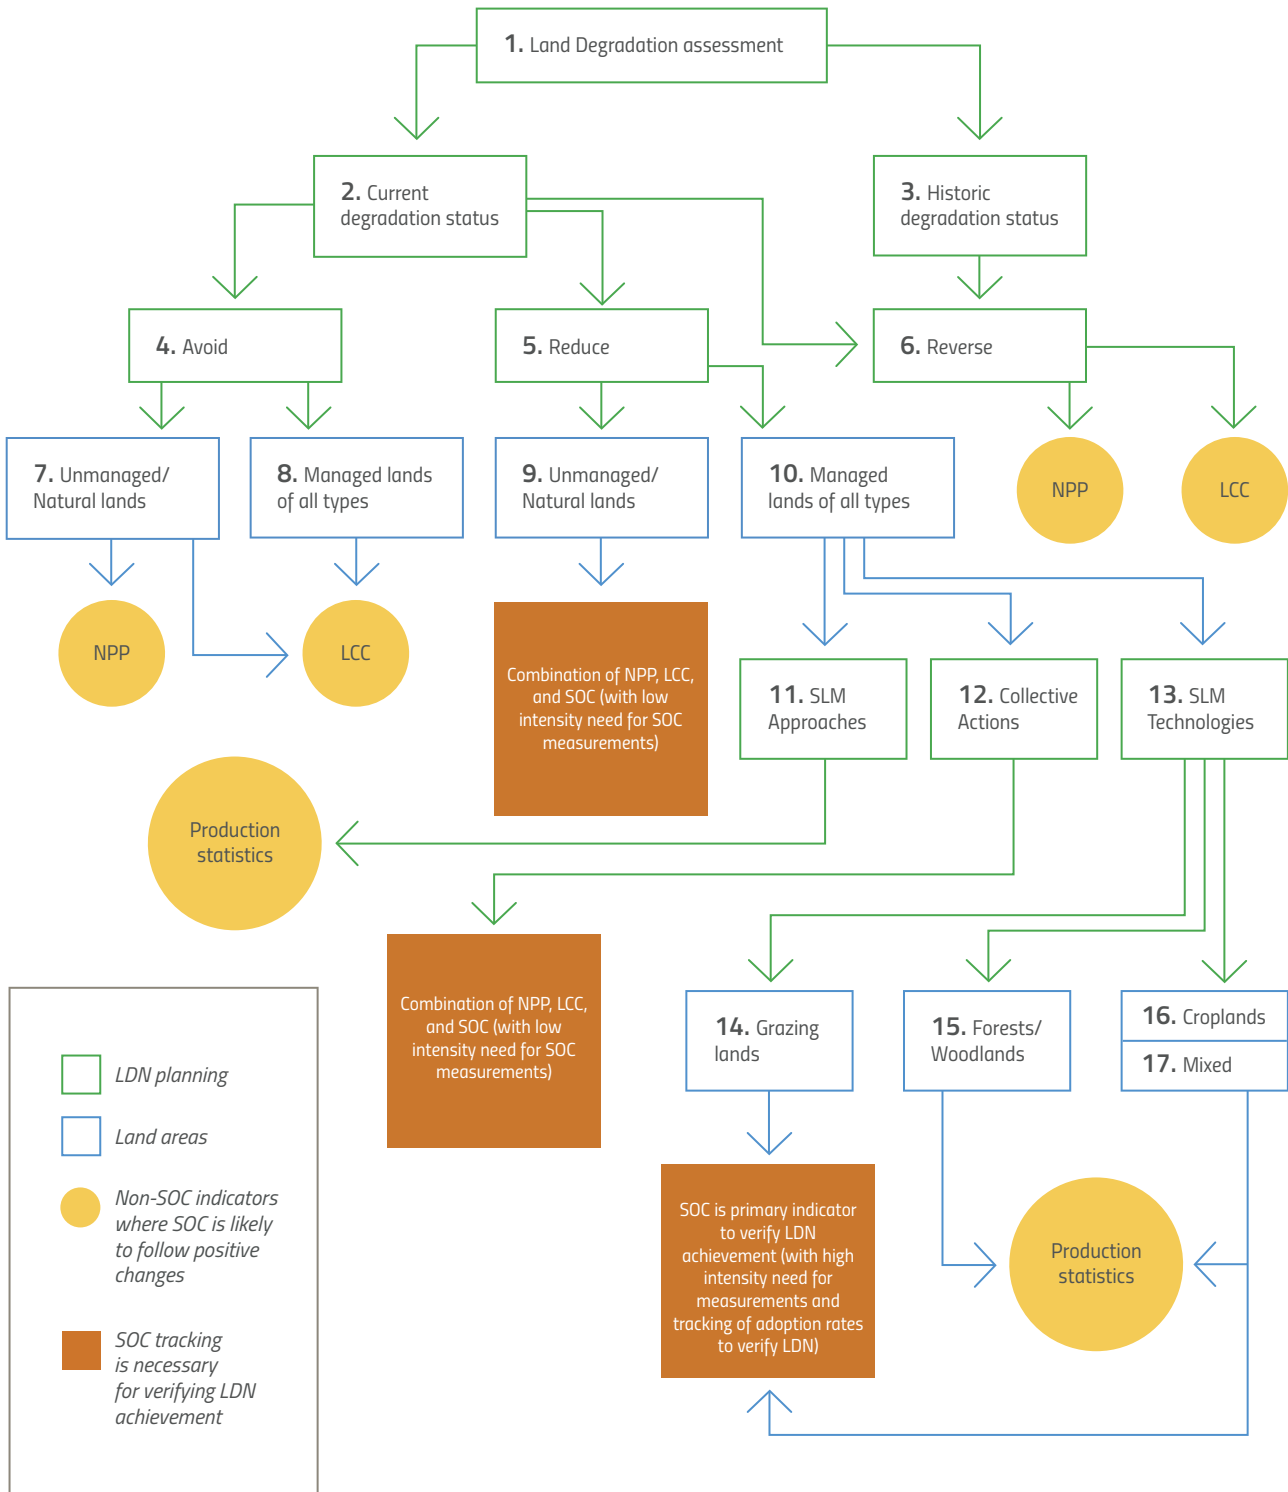 1. Land Degradation assessment
2. Current
degradation status
3. Historic
degradation status
4. Avoid
5. Reduce
6. Reverse
7. Unmanaged/
Natural lands
8. Managed lands
of all types
9. Unmanaged/
Natural lands
10. Managed
lands of all types
NPP
LCC
NPP
LCC
Combination of NPP, LCC,
and SOC (with low
intensity need for SOC
measurements)
11. SLM
Approaches
12. Collective
Actions
13. SLM
Technologies
Production
statistics
Combination of NPP, LCC,
and SOC (with low
intensity need for SOC
measurements)
14. Grazing
lands
15. Forests/
Woodlands
16. Croplands
17. Mixed
SOC is primary indicator
to verify LDN
achievement (with high
intensity need for
measurements and
tracking of adoption rates
to verify LDN)
Production
statistics
LDN planning
Land areas
Non-SOC indicators
where SOC is likely
to follow positive
changes
SOC tracking
is necessary
for verifying LDN
achievement